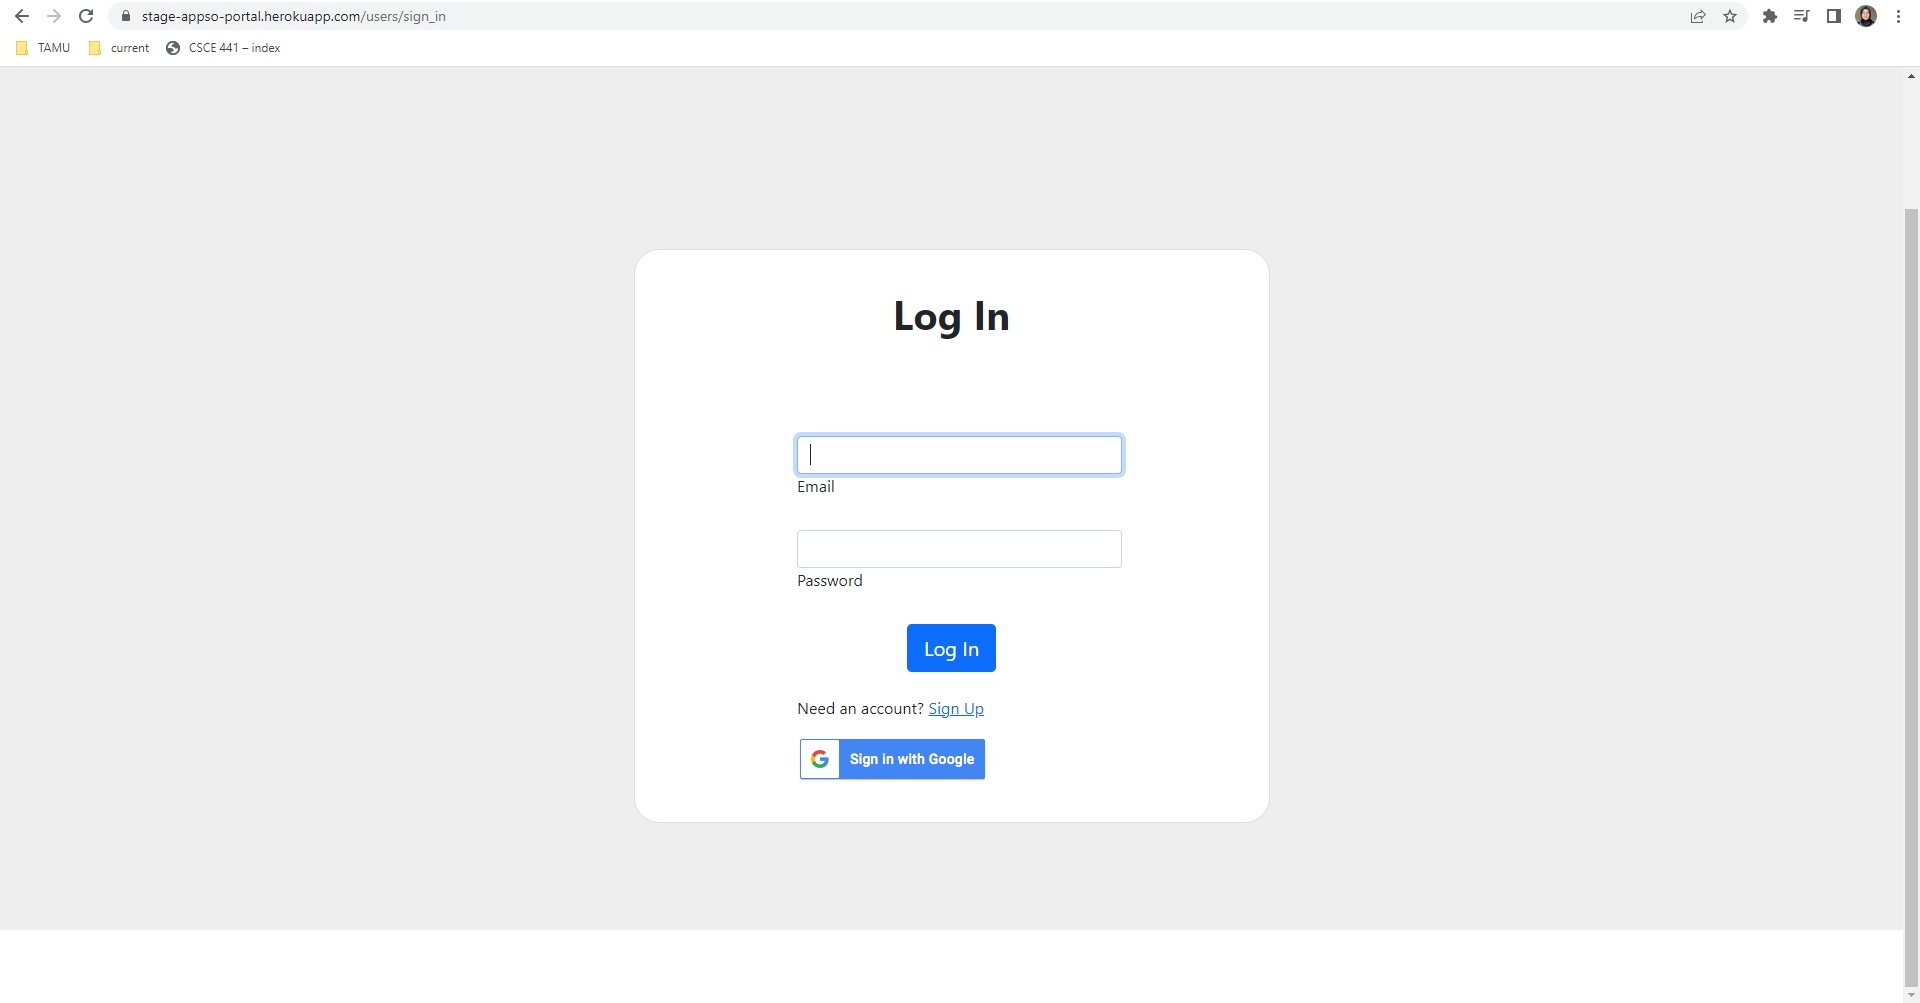 stage-appso-portal.herokuapp.com/users/sign_in
TAMU current CSCE 441 – index
Log In
Email
Password
Log In
Need an account? Sign Up
Sign in with Google